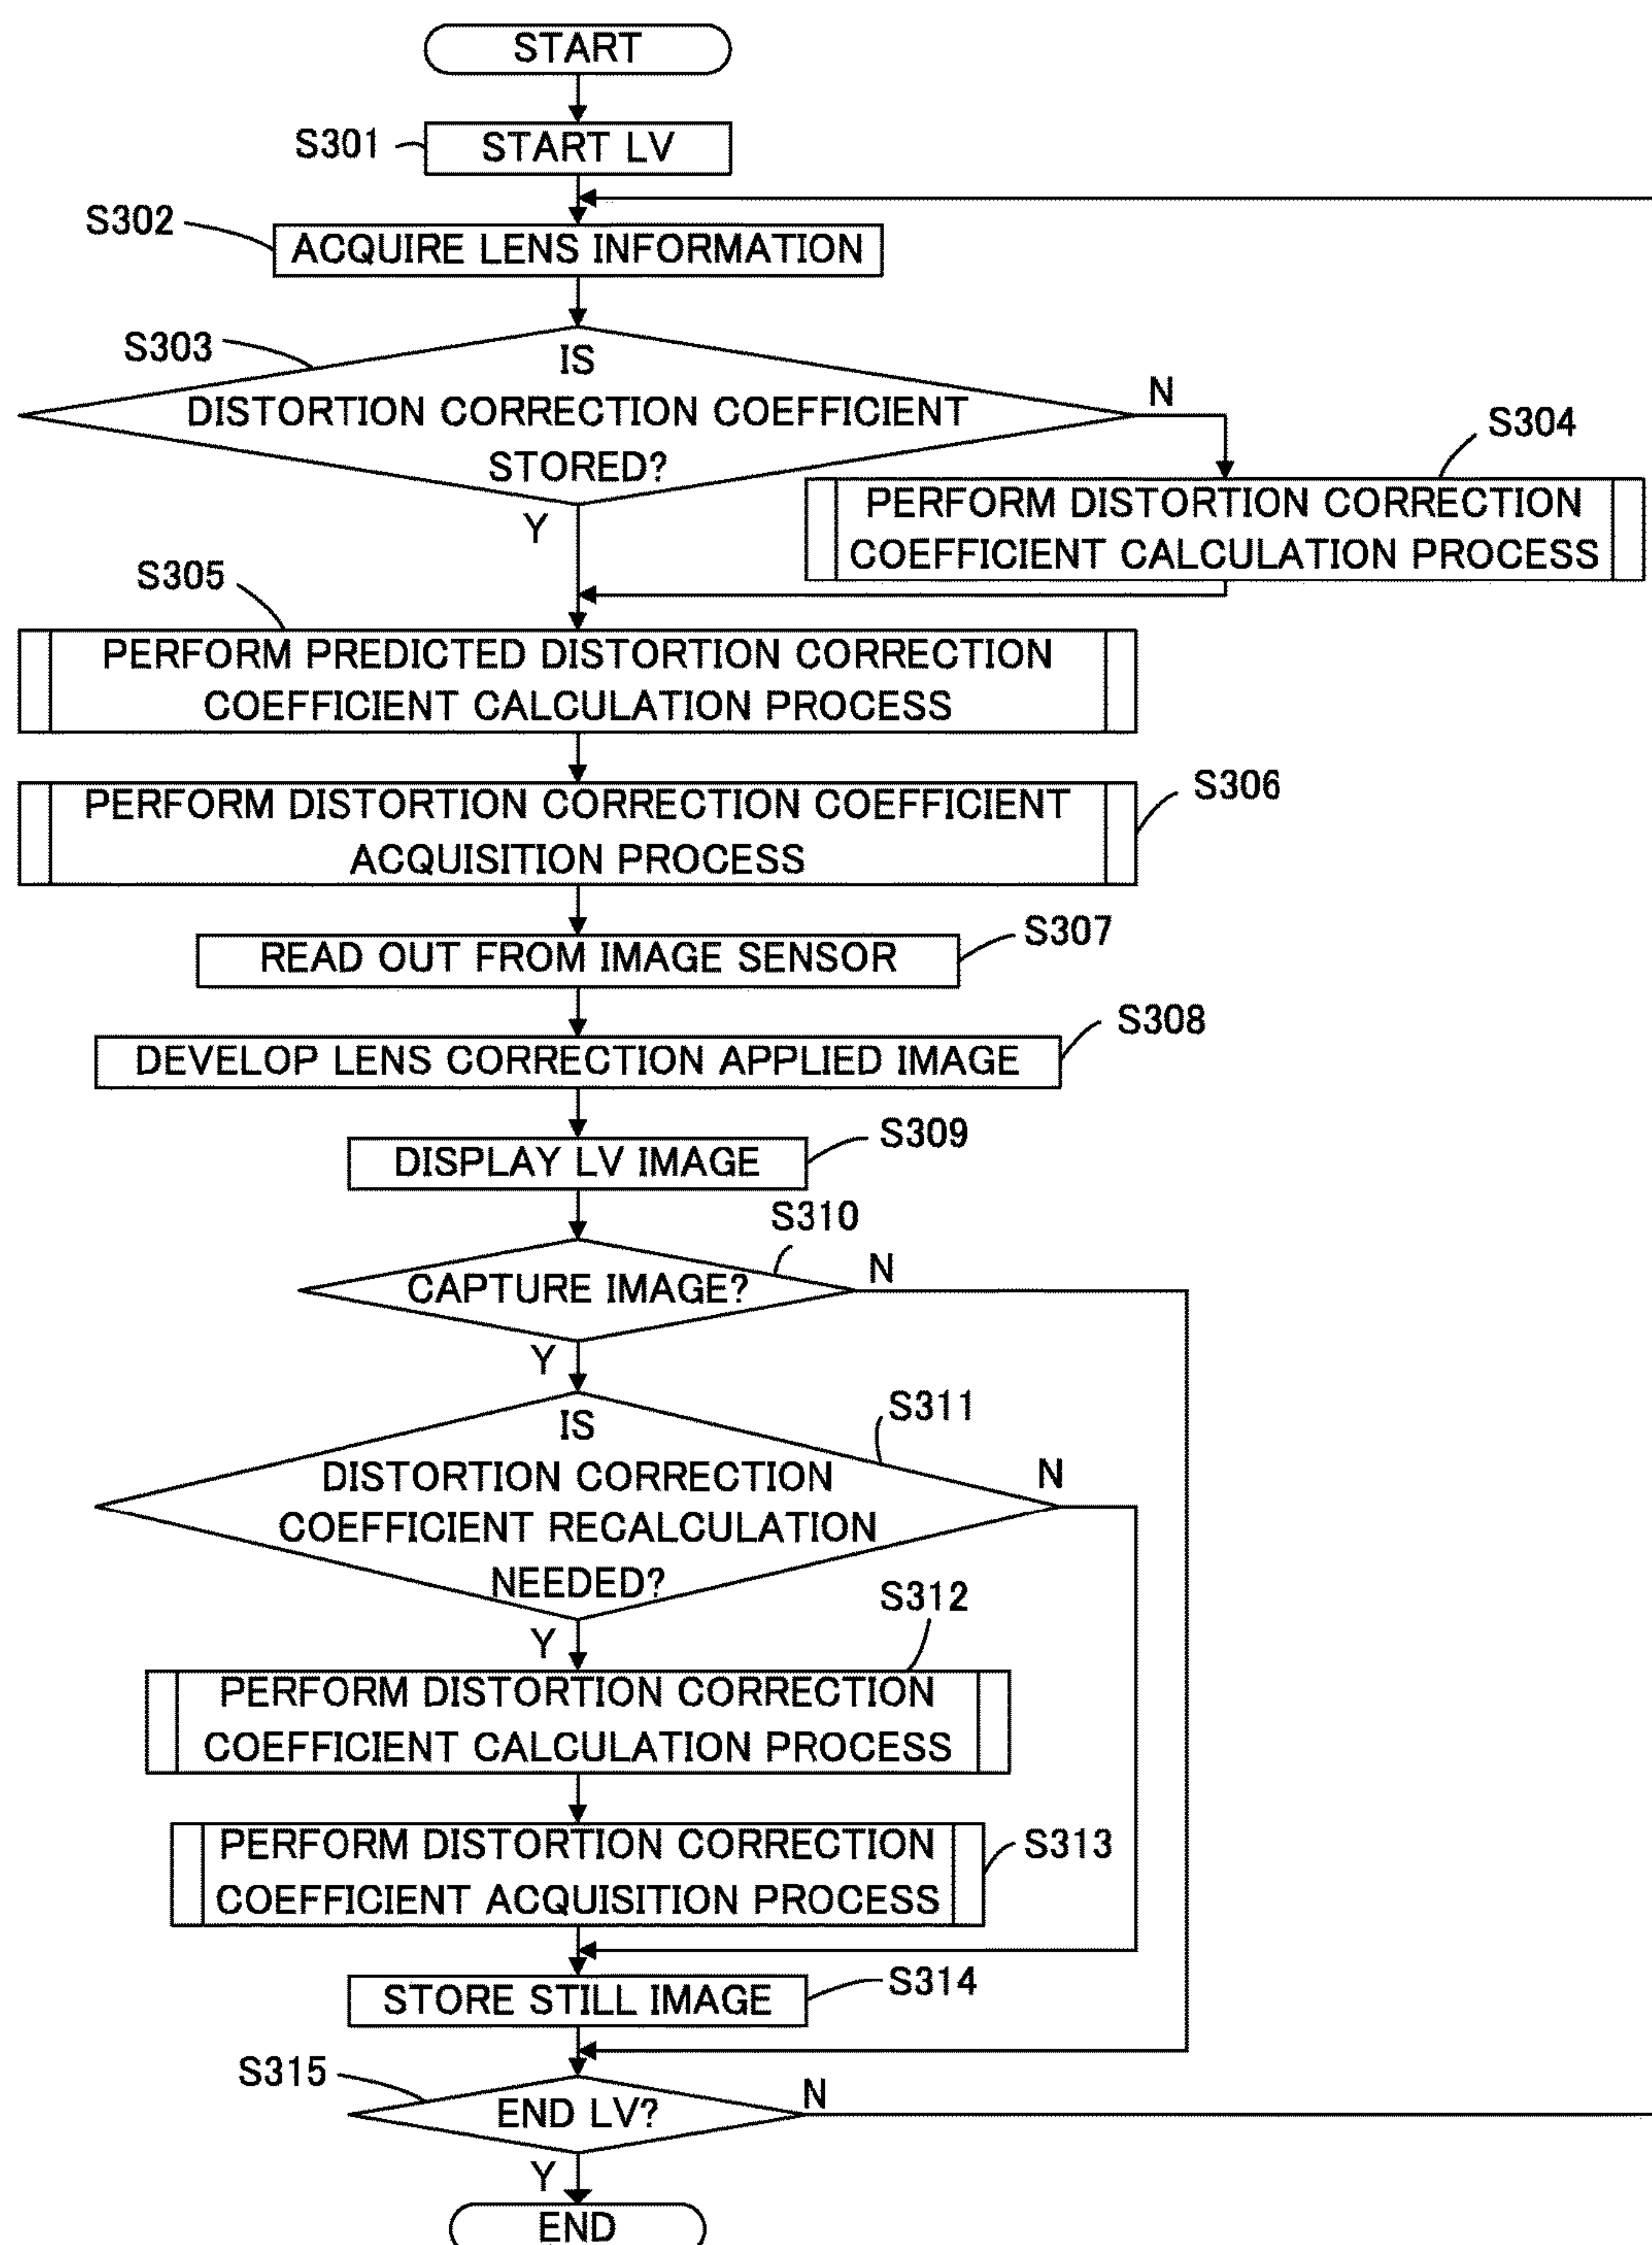 START
S301
START LV
S302
ACQUIRE LENS INFORMATION
S303
IS
DISTORTION CORRECTION COEFFICIENT
STORED?
N
Y
S304
PERFORM DISTORTION CORRECTION
COEFFICIENT CALCULATION PROCESS
S305
PERFORM PREDICTED DISTORTION CORRECTION
COEFFICIENT CALCULATION PROCESS
S306
PERFORM DISTORTION CORRECTION COEFFICIENT
ACQUISITION PROCESS
S307
READ OUT FROM IMAGE SENSOR
S308
DEVELOP LENS CORRECTION APPLIED IMAGE
S309
DISPLAY LV IMAGE
S310
CAPTURE IMAGE?
N
Y
S311
IS
DISTORTION CORRECTION
COEFFICIENT RECALCULATION
NEEDED?
N
Y
S312
PERFORM DISTORTION CORRECTION
COEFFICIENT CALCULATION PROCESS
S313
PERFORM DISTORTION CORRECTION
COEFFICIENT ACQUISITION PROCESS
S314
STORE STILL IMAGE
S315
END LV?
N
Y
END